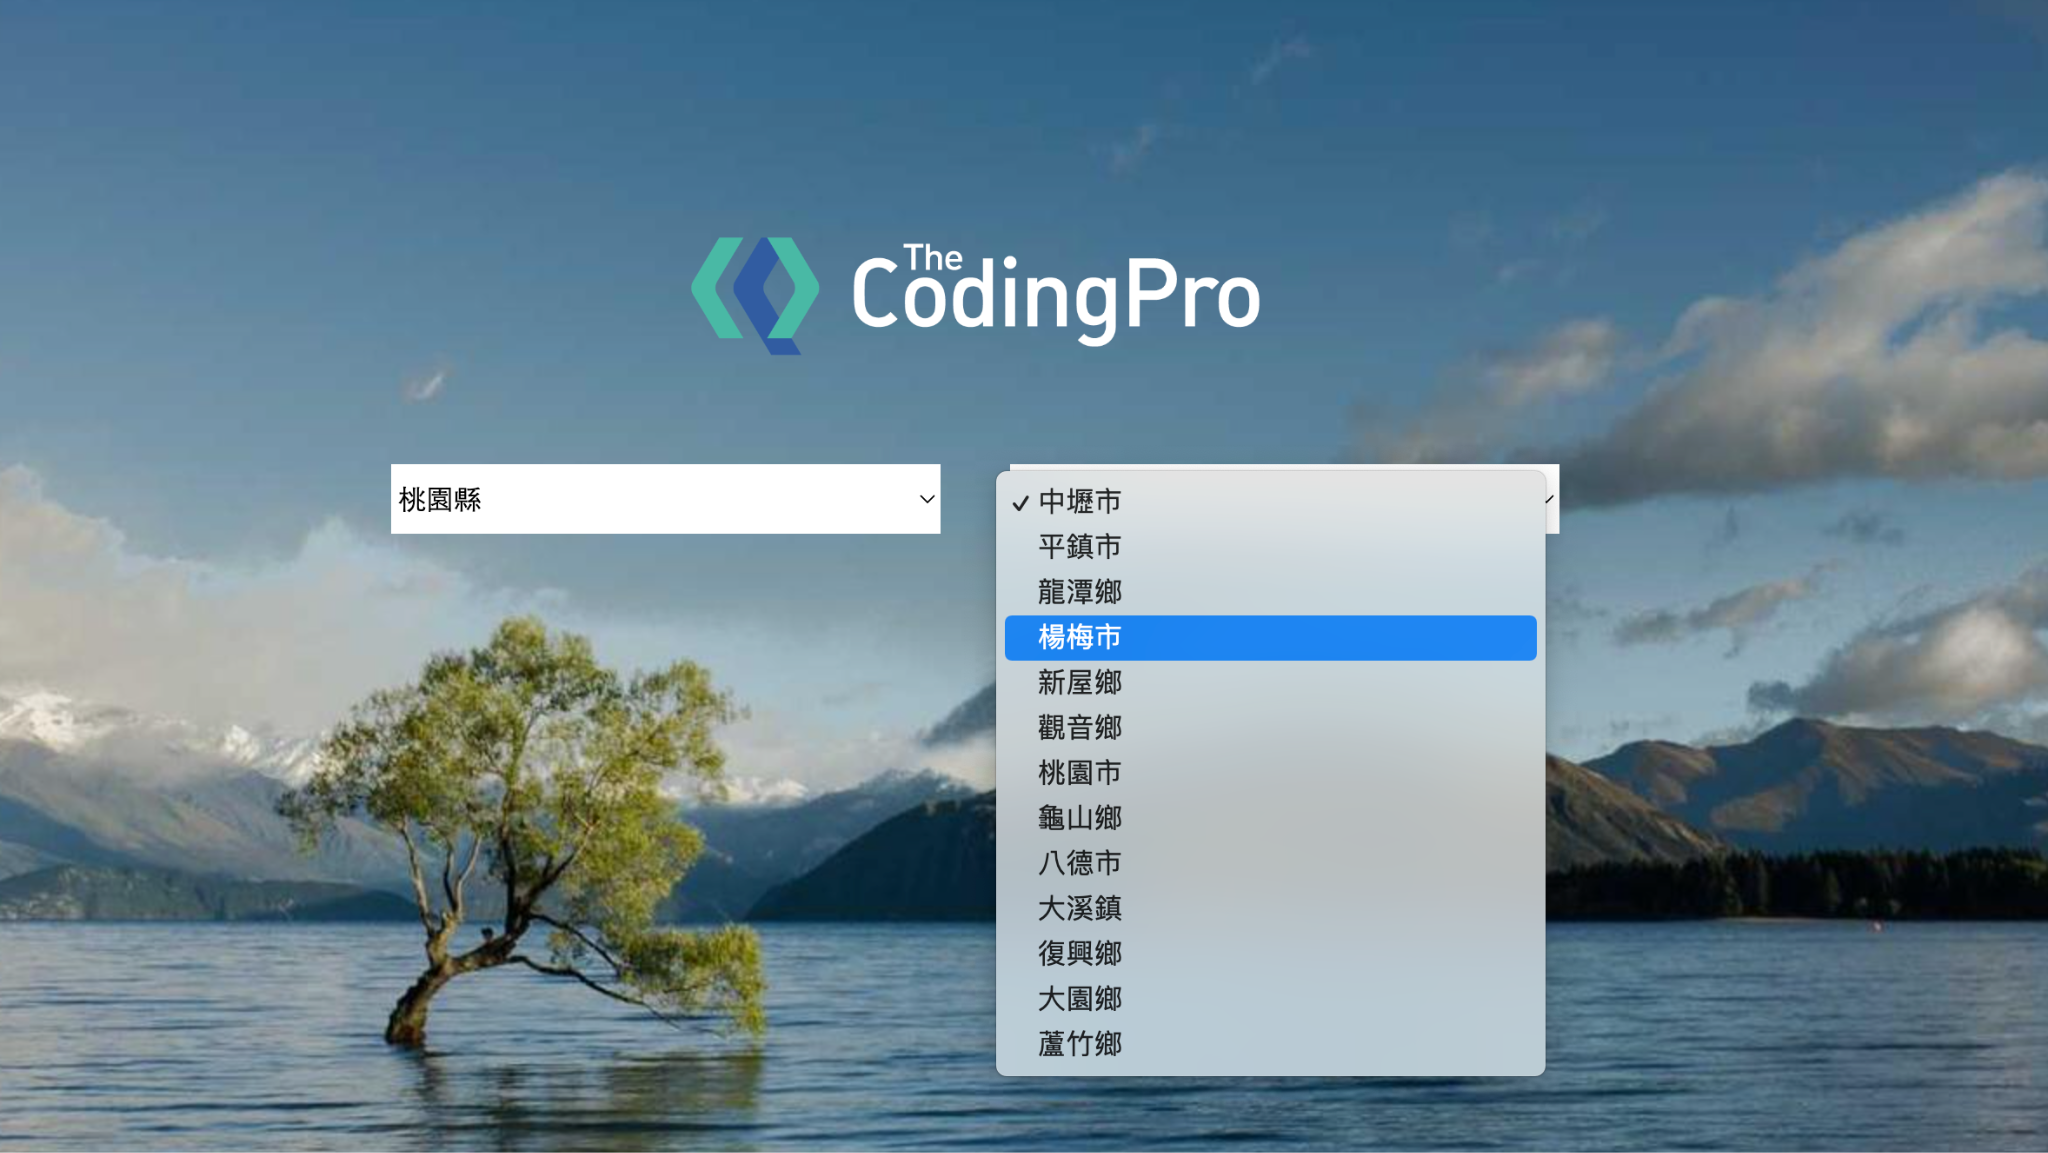 The
CodingPro
桃園縣
中壢市
平鎮市
龍潭鄉
楊梅市
新屋鄉
觀音鄉
桃園市
龜山鄉
八德市
大溪鎮
復興鄉
大園鄉
蘆竹鄉